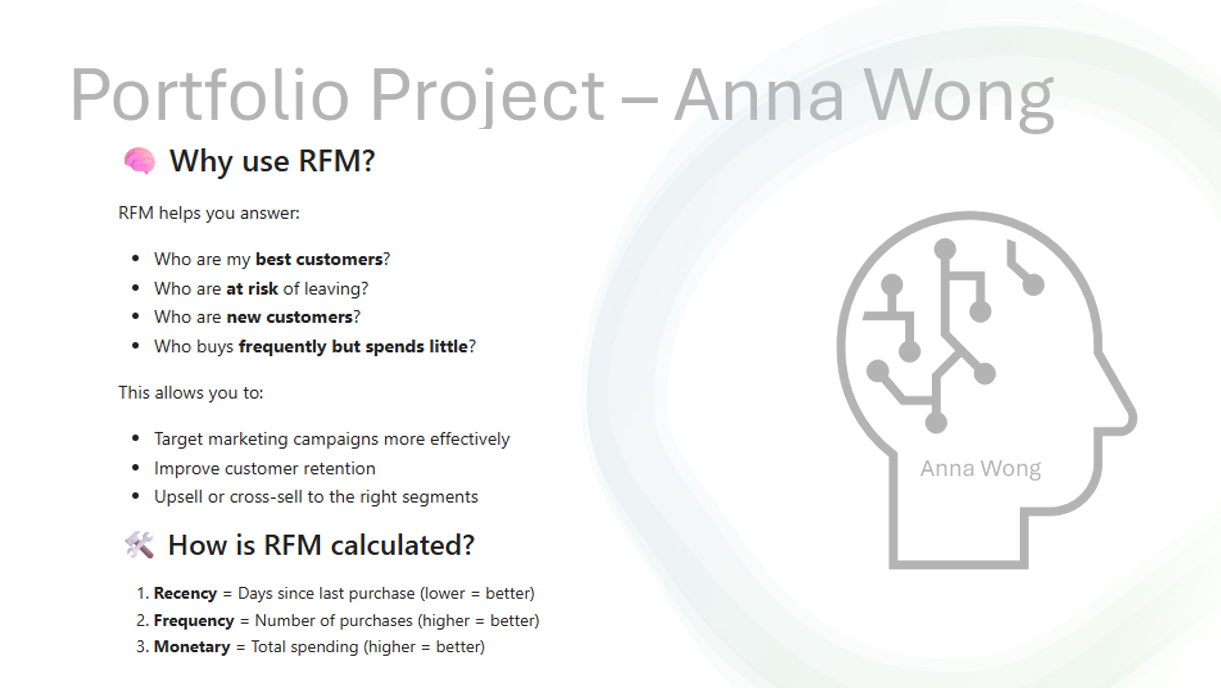 Portfolio Project – Anna Wong
🧠 Why use RFM?
RFM helps you answer:
• Who are my best customers?
• Who are at risk of leaving?
• Who are new customers?
• Who buys frequently but spends little?
This allows you to:
• Target marketing campaigns more effectively
• Improve customer retention
• Upsell or cross-sell to the right segments
🛠 How is RFM calculated?
1. Recency = Days since last purchase (lower = better)
2. Frequency = Number of purchases (higher = better)
3. Monetary = Total spending (higher = better)
Anna Wong